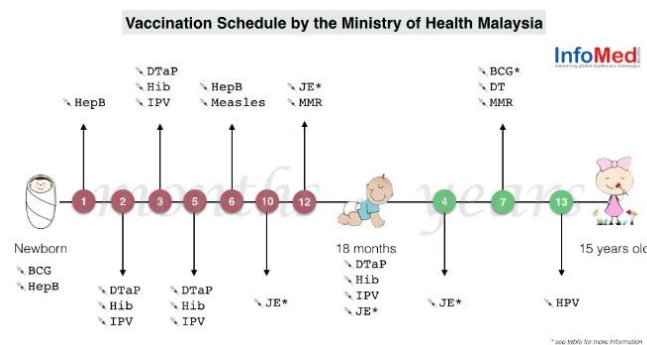 Vaccination Schedule by the Ministry of Health Malaysia
InfoMed
DTaP
Hib
IPV
HepB
HepB
Measles
JE*
MMR
BCG*
DT
MMR
months
years
1
2
3
5
6
10
12
4
7
13
Newborn
BCG
HepB
18 months
DTaP
Hib
IPV
JE*
15 years old
DTaP
Hib
IPV
DTaP
Hib
IPV
JE*
JE*
HPV
* see table for more information